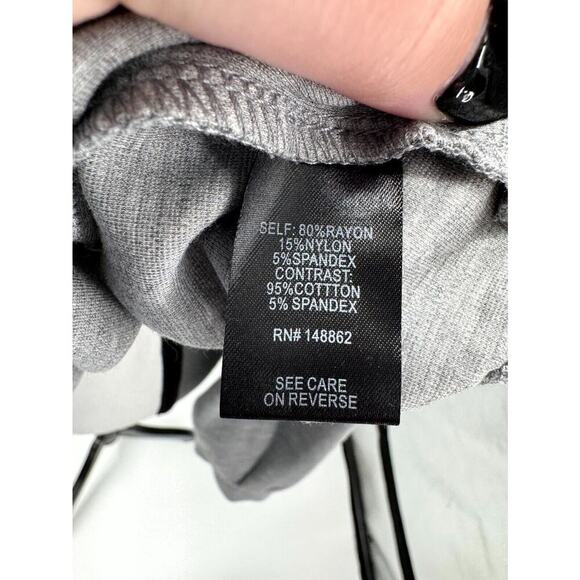 SELF: 80%RAYON
15%NYLON
5%SPANDEX
CONTRAST:
95%COTTTON
5% SPANDEX
RN# 148862
SEE CARE
ON REVERSE